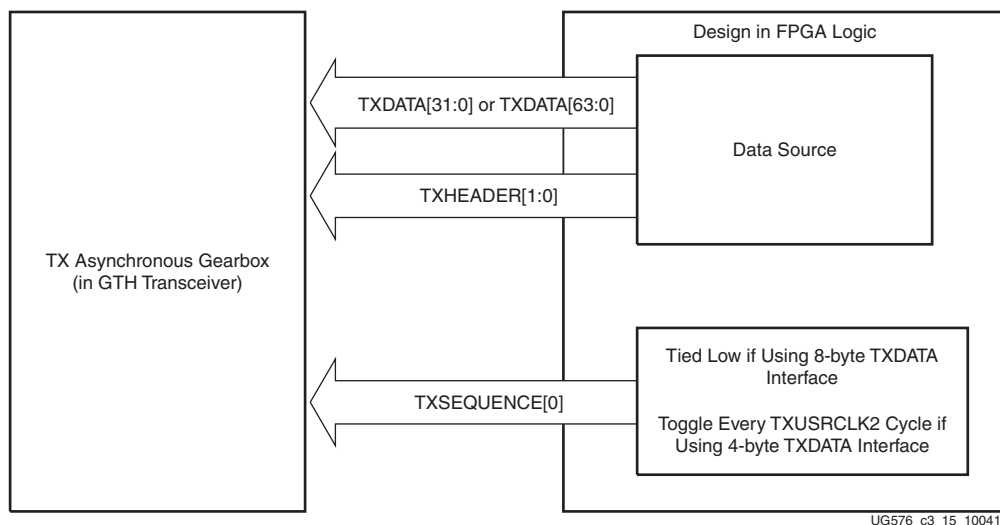 Design in FPGA Logic
TXDATA[31:0] or TXDATA[63:0]
Data Source
TXHEADER[1:0]
TX Asynchronous Gearbox
(in GTH Transceiver)
Tied Low if Using 8-byte TXDATA
Interface
TXSEQUENCE[0]
Toggle Every TXUSRCLK2 Cycle if
Using 4-byte TXDATA Interface
UG576_c3_15_10041